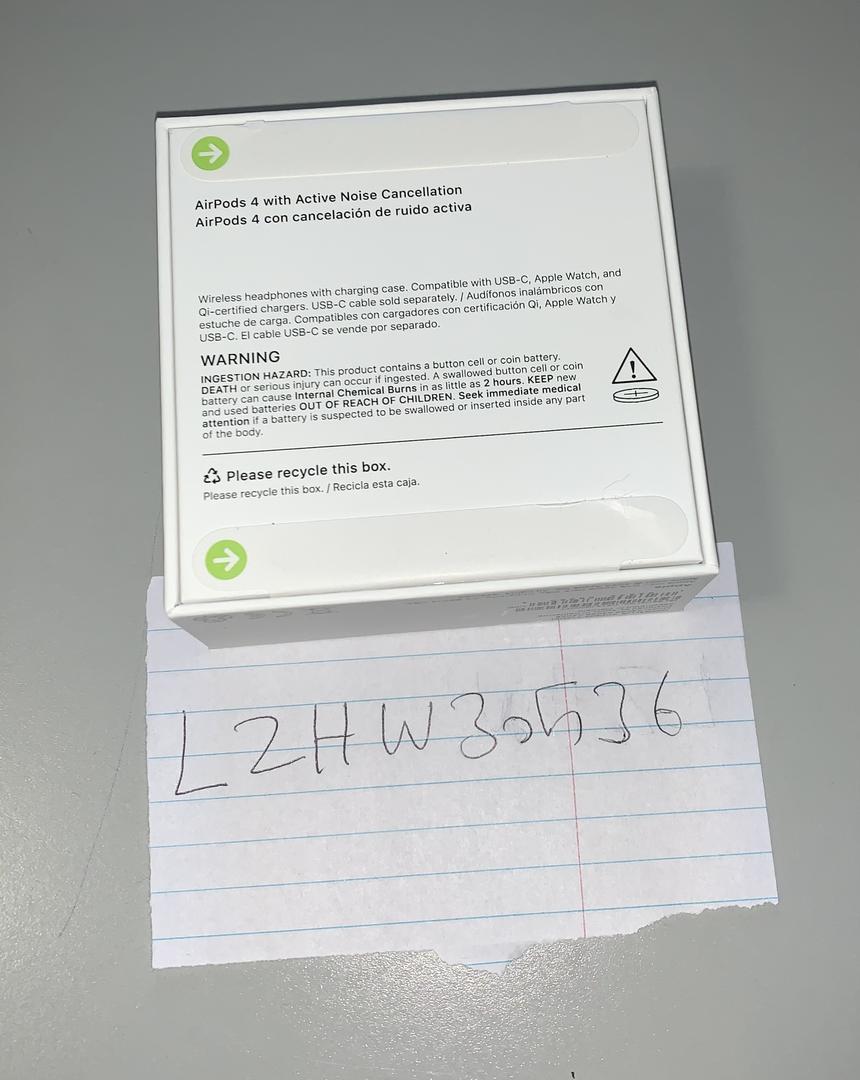 AirPods 4 with Active Noise Cancellation
AirPods 4 con cancelación de ruido activa
Wireless headphones with charging case. Compatible with USB-C, Apple Watch, and
Qi-certified chargers. USB-C cable sold separately. / Audífonos inalámbricos con
estuche de carga. Compatibles con cargadores con certificación Qi, Apple Watch y
USB-C. El cable USB-C se vende por separado.
WARNING
INGESTION HAZARD: This product contains a button cell or coin battery.
DEATH or serious injury can occur if ingested. A swallowed button cell or coin
battery can cause Internal Chemical Burns in as little as 2 hours. KEEP new
and used batteries OUT OF REACH OF CHILDREN. Seek immediate medical
attention if a battery is suspected to be swallowed or inserted inside any part
of the body.
Please recycle this box.
Please recycle this box. / Recicla esta caja.
LZHW30536